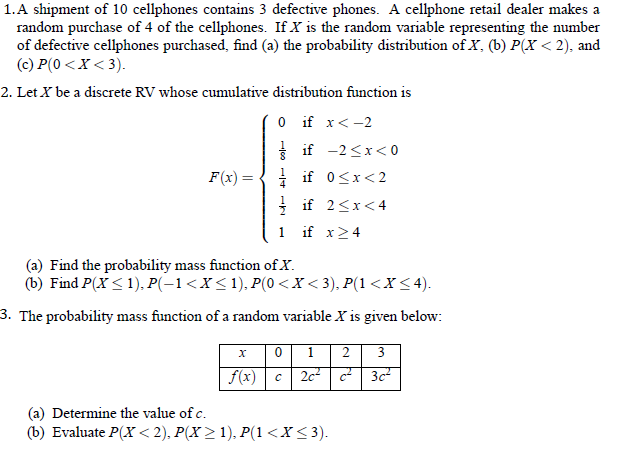 1. A shipment of 10 cellphones contains 3 defective phones. A cellphone retail dealer makes a
random purchase of 4 of the cellphones. If X is the random variable representing the number
of defective cellphones purchased, find (a) the probability distribution of X, (b) P(X < 2), and
(c) P(0 < X < 3).
2. Let X be a discrete RV whose cumulative distribution function is
F(x) = {
0 if x < −2
1/8 if −2 ≤ x < 0
1/4 if 0 ≤ x < 2
1/2 if 2 ≤ x < 4
1 if x ≥ 4
(a) Find the probability mass function of X.
(b) Find P(X ≤ 1), P(−1 < X ≤ 1), P(0 < X < 3), P(1 < X ≤ 4).
3. The probability mass function of a random variable X is given below:
x 0 1 2 3
f(x) c 2c² c² 3c²
(a) Determine the value of c.
(b) Evaluate P(X < 2), P(X ≥ 1), P(1 < X ≤ 3).